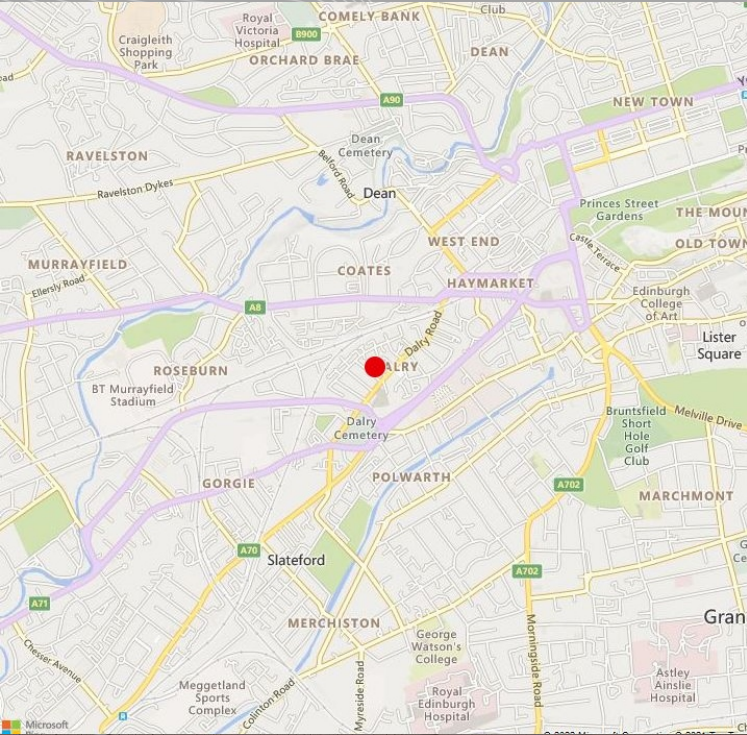 COMELY BANK
Club
Royal
Victoria
Hospital
B900
Craigleith
Shopping
Park
ORCHARD BRAE
DEAN
A90
NEW TOWN
Dean
Cemetery
RAVELSTON
Belford Road
Ravelston Dykes
Dean
Princes Street
Gardens
THE MOUN
WEST END
Castle Terrace
OLD TOWN
MURRAYFIELD
COATES
HAYMARKET
Ellersly Road
A8
Edinburgh
College
of Art
Dalry Road
Lister
Square
ROSEBURN
ALRY
BT Murrayfield
Stadium
Dalry
Cemetery
Bruntsfield
Short
Hole
Golf
Club
Melville Drive
GORGIE
POLWARTH
A702
MARCHMONT
A70
Slateford
A702
A71
MERCHISTON
Gran
Chesser Avenue
George
Watson's
College
Morningside Road
Meggetland
Sports
Complex
Colinton Road
Myreside Road
Royal
Edinburgh
Hospital
Astley
Ainslie
Hospital
Microsoft